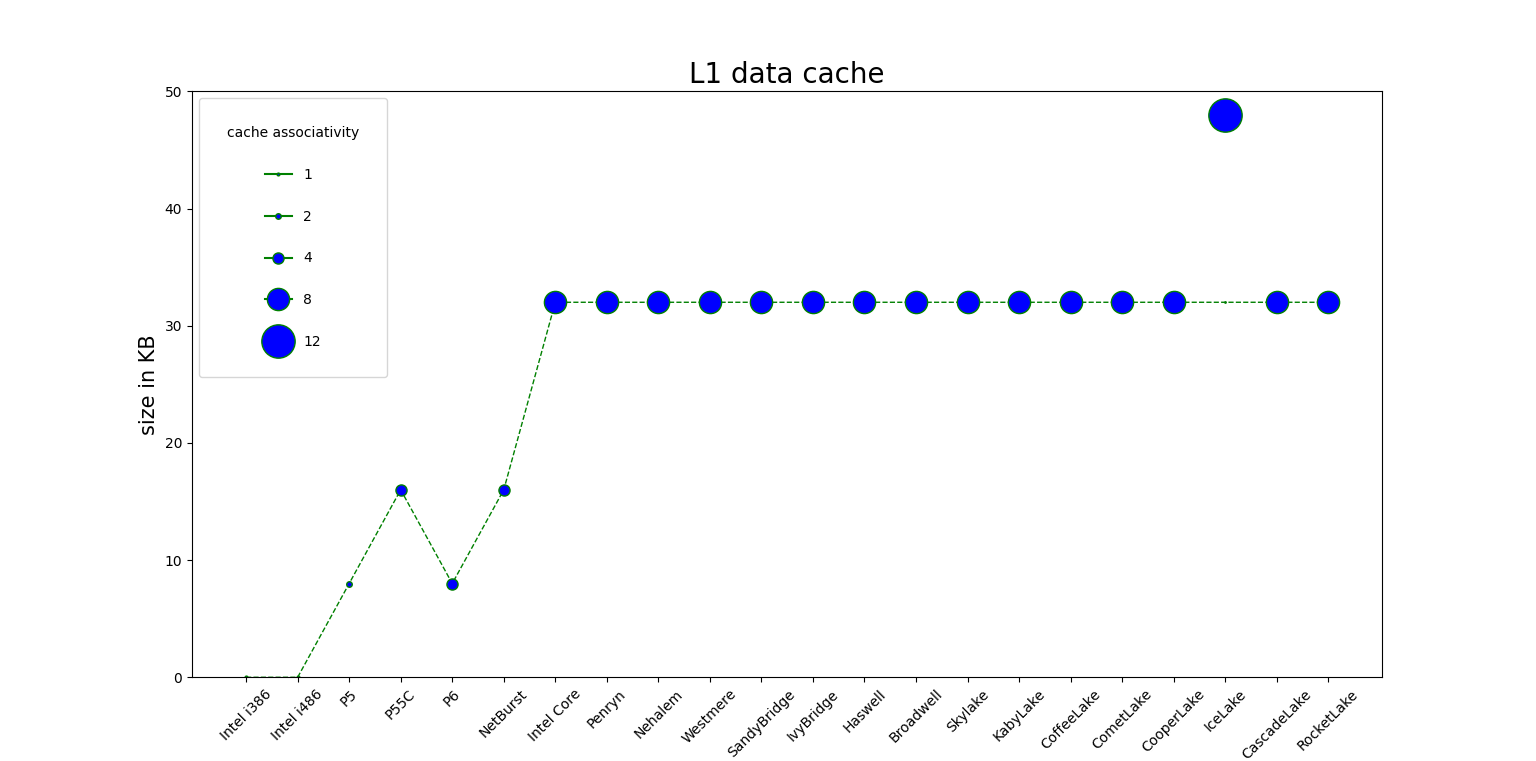 L1 data cache
50
40
30
20
10
0
size in KB
cache associativity
1
2
4
8
12
Intel i386
Intel i486
P5
P55C
P6
NetBurst
Intel Core
Penryn
Nehalem
Westmere
SandyBridge
IvyBridge
Haswell
Broadwell
Skylake
KabyLake
CoffeeLake
CometLake
CooperLake
IceLake
CascadeLake
RocketLake